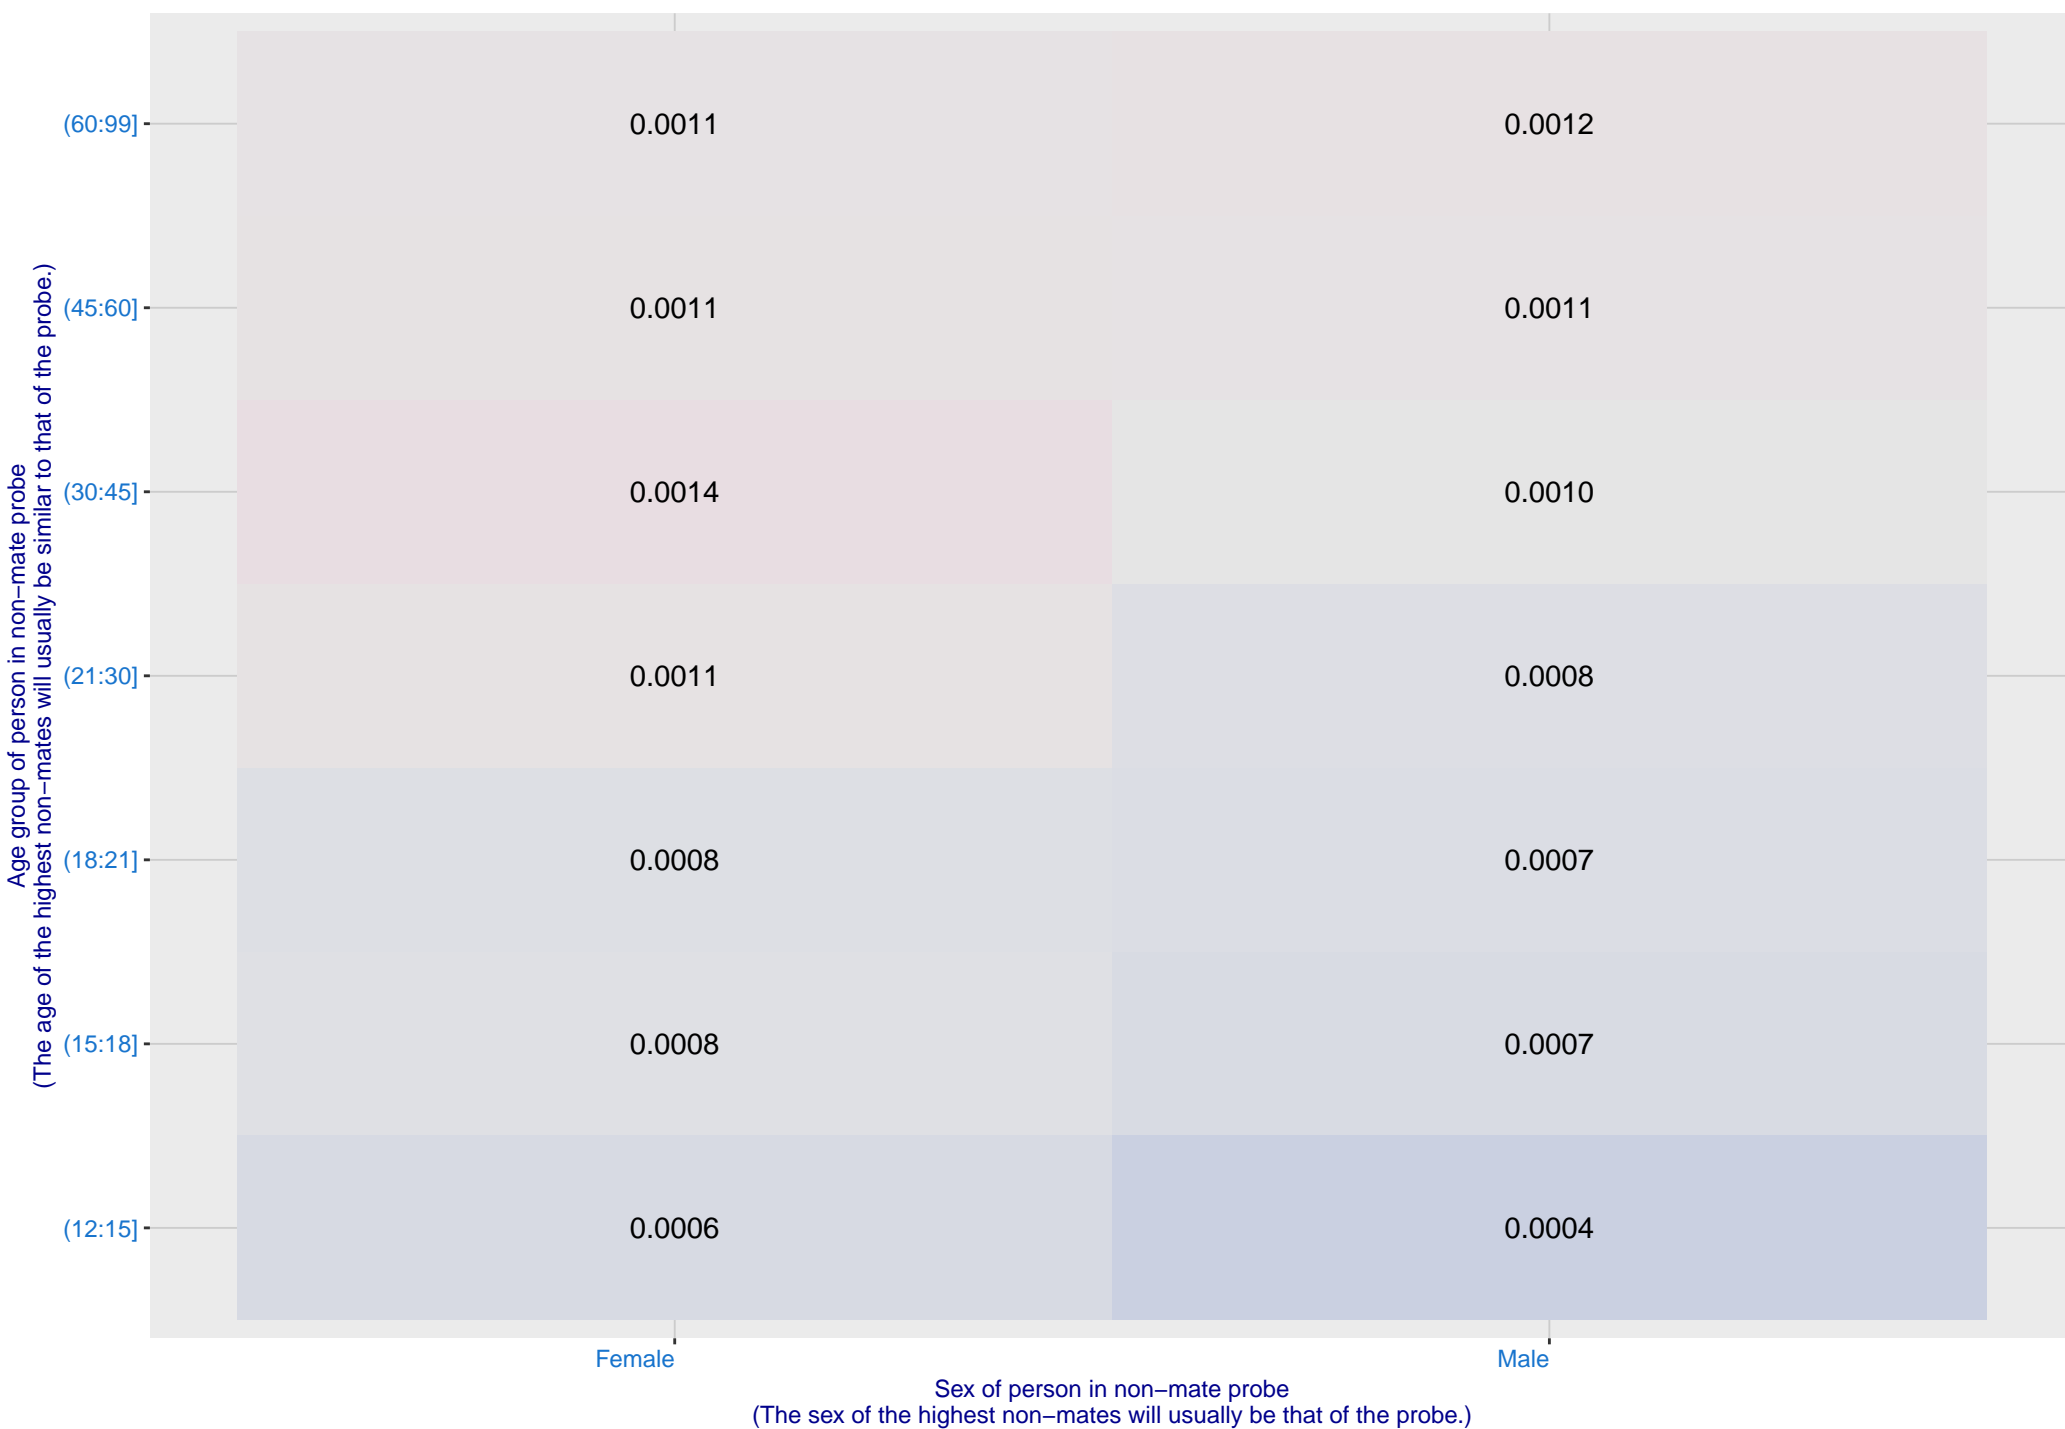 Age group of person in non−mate probe
(The age of the highest non−mates will usually be similar to that of the probe.)
(60:99] 0.0011 0.0012
(45:60] 0.0011 0.0011
(30:45] 0.0014 0.0010
(21:30] 0.0011 0.0008
(18:21] 0.0008 0.0007
(15:18] 0.0008 0.0007
(12:15] 0.0006 0.0004
Female Male
Sex of person in non−mate probe
(The sex of the highest non−mates will usually be that of the probe.)